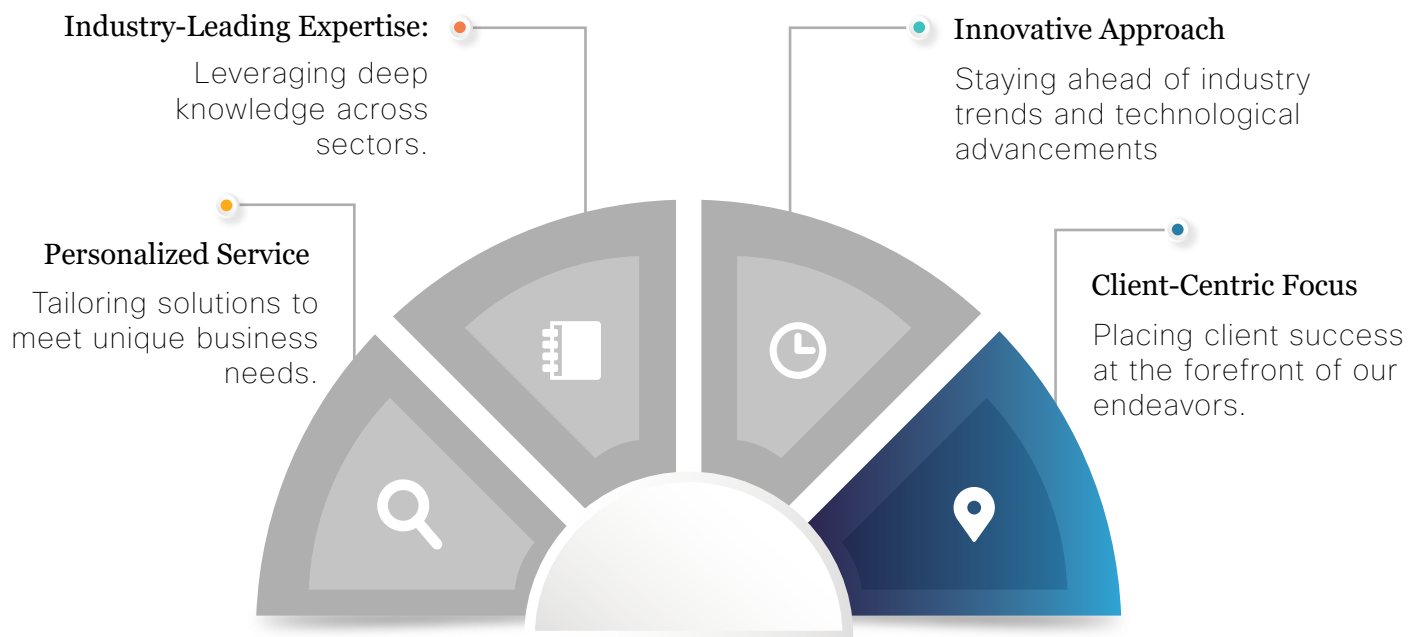 Industry-Leading Expertise:
Leveraging deep
knowledge across
sectors.
Innovative Approach
Staying ahead of industry
trends and technological
advancements
Personalized Service
Tailoring solutions to
meet unique business
needs.
Client-Centric Focus
Placing client success
at the forefront of our
endeavors.